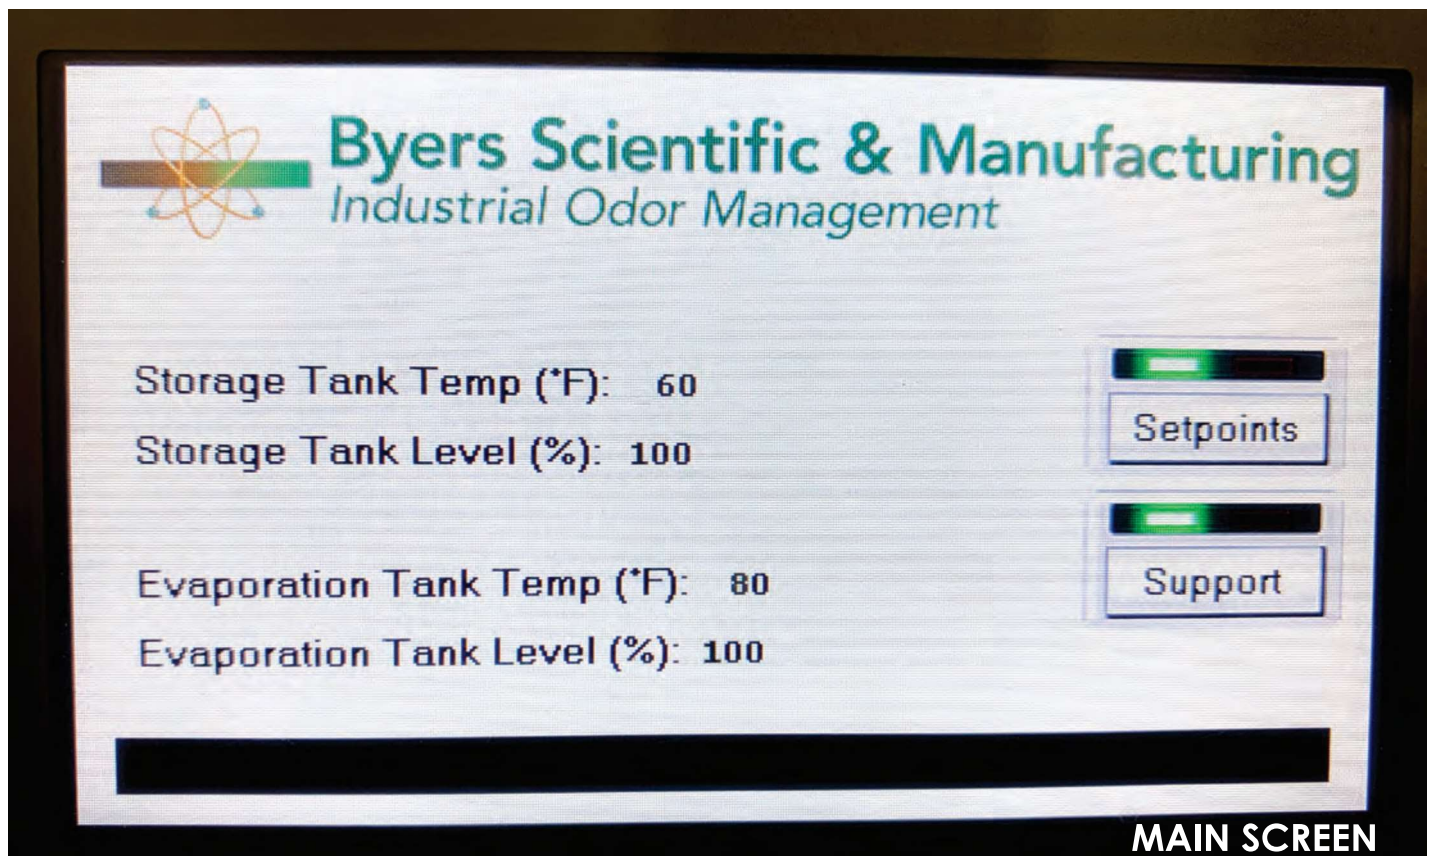 Byers Scientific & Manufacturing
Industrial Odor Management
Storage Tank Temp (°F): 60
Storage Tank Level (%): 100
Setpoints
Evaporation Tank Temp (°F): 80
Support
Evaporation Tank Level (%): 100
MAIN SCREEN